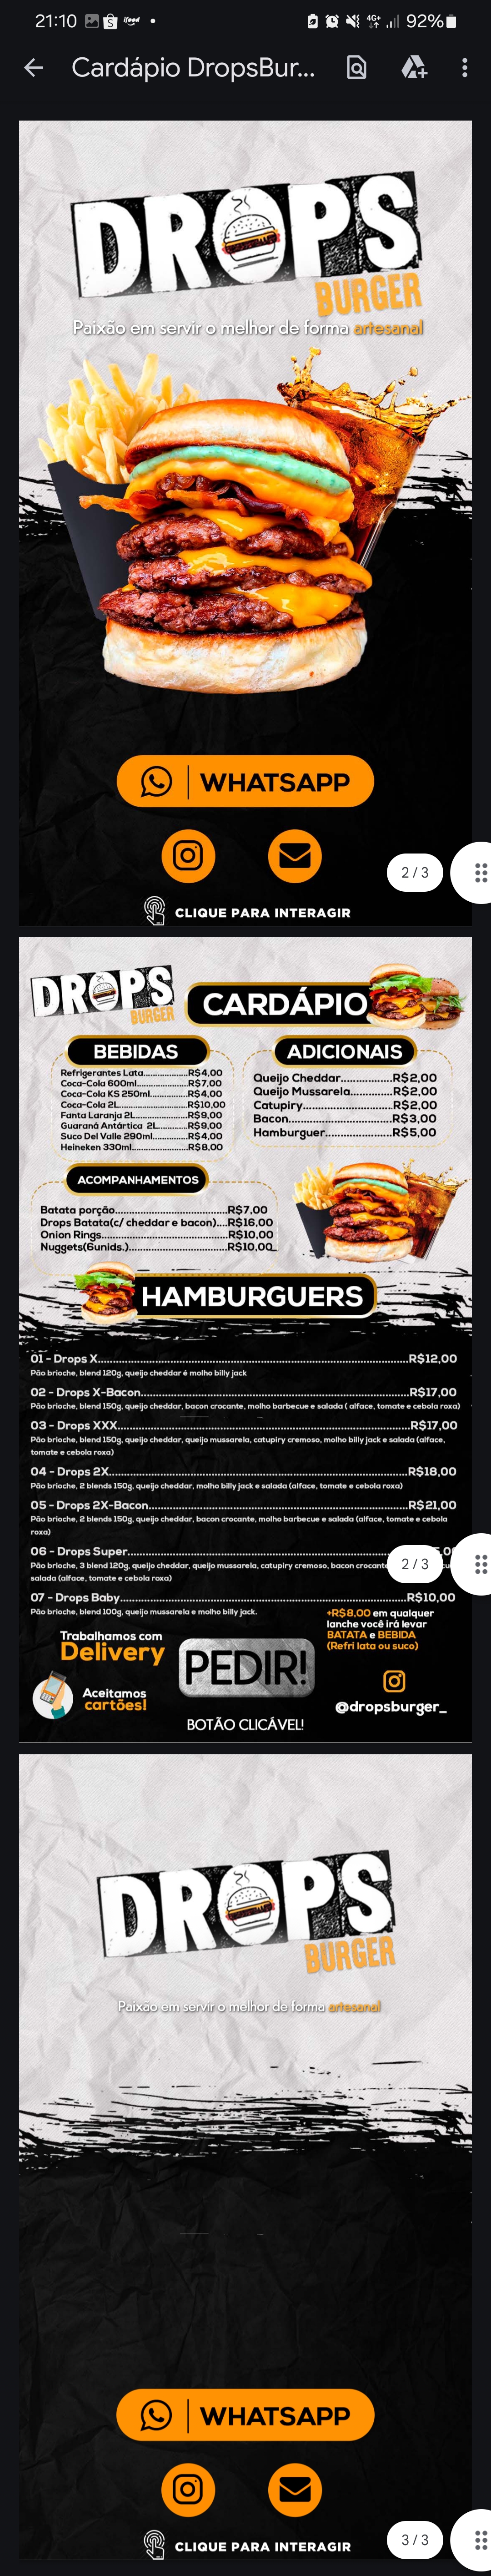 21:10
ifood
4G+
92%
Cardápio DropsBur...
DROPS
BURGER
Paixão em servir o melhor de forma artesanal
WHATSAPP
2 / 3
CLIQUE PARA INTERAGIR
DROPS
BURGER
CARDÁPIO
BEBIDAS
Refrigerantes Lata..............R$4,00
Coca-Cola 600ml................R$7,00
Coca-Cola KS 250ml............R$4,00
Coca-Cola 2L.....................R$10,00
Fanta Laranja 2L................R$9,00
Guaraná Antártica 2L.........R$9,00
Suco Del Valle 290ml..........R$4,00
Heineken 330ml.................R$8,00
ADICIONAIS
Queijo Cheddar............R$2,00
Queijo Mussarela..........R$2,00
Catupiry.....................R$2,00
Bacon.........................R$3,00
Hamburguer................R$5,00
ACOMPANHAMENTOS
Batata porção.................................R$7,00
Drops Batata(c/ cheddar e bacon)....R$16,00
Onion Rings...................................R$10,00
Nuggets(6unids.)............................R$10,00
HAMBURGUERS
01 - Drops X.....................................................................R$12,00
Pão brioche, blend 120g, queijo cheddar é molho billy jack
02 - Drops X-Bacon............................................................R$17,00
Pão brioche, blend 150g, queijo cheddar, bacon crocante, molho barbecue e salada ( alface, tomate e cebola roxa)
03 - Drops XXX..................................................................R$17,00
Pão brioche, blend 150g, queijo cheddar, queijo mussarela, catupiry cremoso, molho billy jack e salada (alface,
tomate e cebola roxa)
04 - Drops 2X....................................................................R$18,00
Pão brioche, 2 blends 150g, queijo cheddar, molho billy jack e salada (alface, tomate e cebola roxa)
05 - Drops 2X-Bacon...........................................................R$21,00
Pão brioche, 2 blends 150g, queijo cheddar, bacon crocante, molho barbecue e salada (alface, tomate e cebola
roxa)
06 - Drops Super................................................................
2 / 3
Pão brioche, 3 blend 120g, queijo cheddar, queijo mussarela, catupiry cremoso, bacon crocante
salada (alface, tomate e cebola roxa)
07 - Drops Baby.................................................................R$10,00
Pão brioche, blend 100g, queijo mussarela e molho billy jack.
+R$8,00 em qualquer
lanche você irá levar
BATATA e BEBIDA
(Refri lata ou suco)
Trabalhamos com
Delivery
Aceitamos
cartões!
PEDIR!
BOTÃO CLICÁVEL!
@dropsburger_
DROPS
BURGER
Paixão em servir o melhor de forma artesanal
WHATSAPP
3 / 3
CLIQUE PARA INTERAGIR